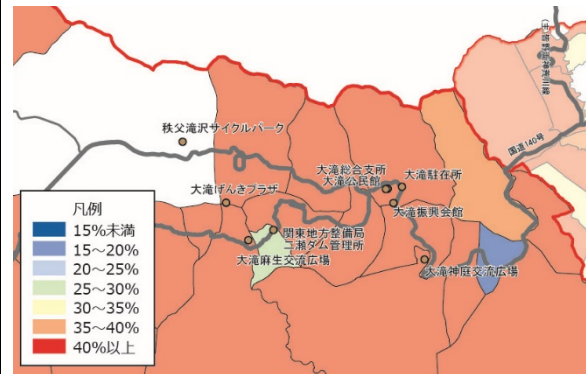 国道140号
秩父滝沢サイクルパーク
大滝総合支所
大滝公民館
大滝駐在所
大滝げんきプラザ
大滝振興会館
関東地方整備局
二瀬ダム管理所
大滝麻生交流広場
大滝神庭交流広場
凡例
15%未満
15～20%
20～25%
25～30%
30～35%
35～40%
40%以上